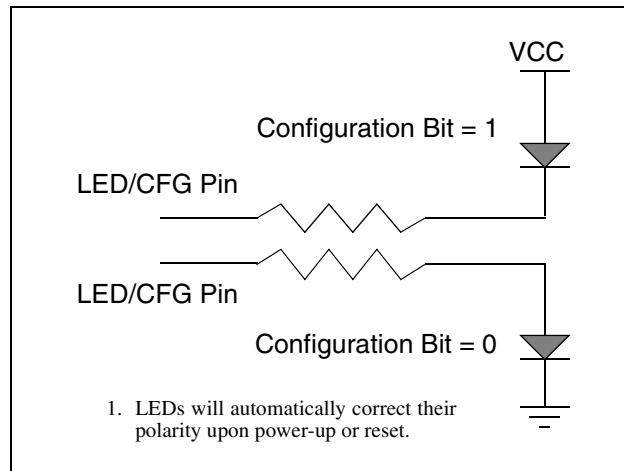 VCC
Configuration Bit = 1
LED/CFG Pin
LED/CFG Pin
Configuration Bit = 0
1. LEDs will automatically correct their
polarity upon power-up or reset.